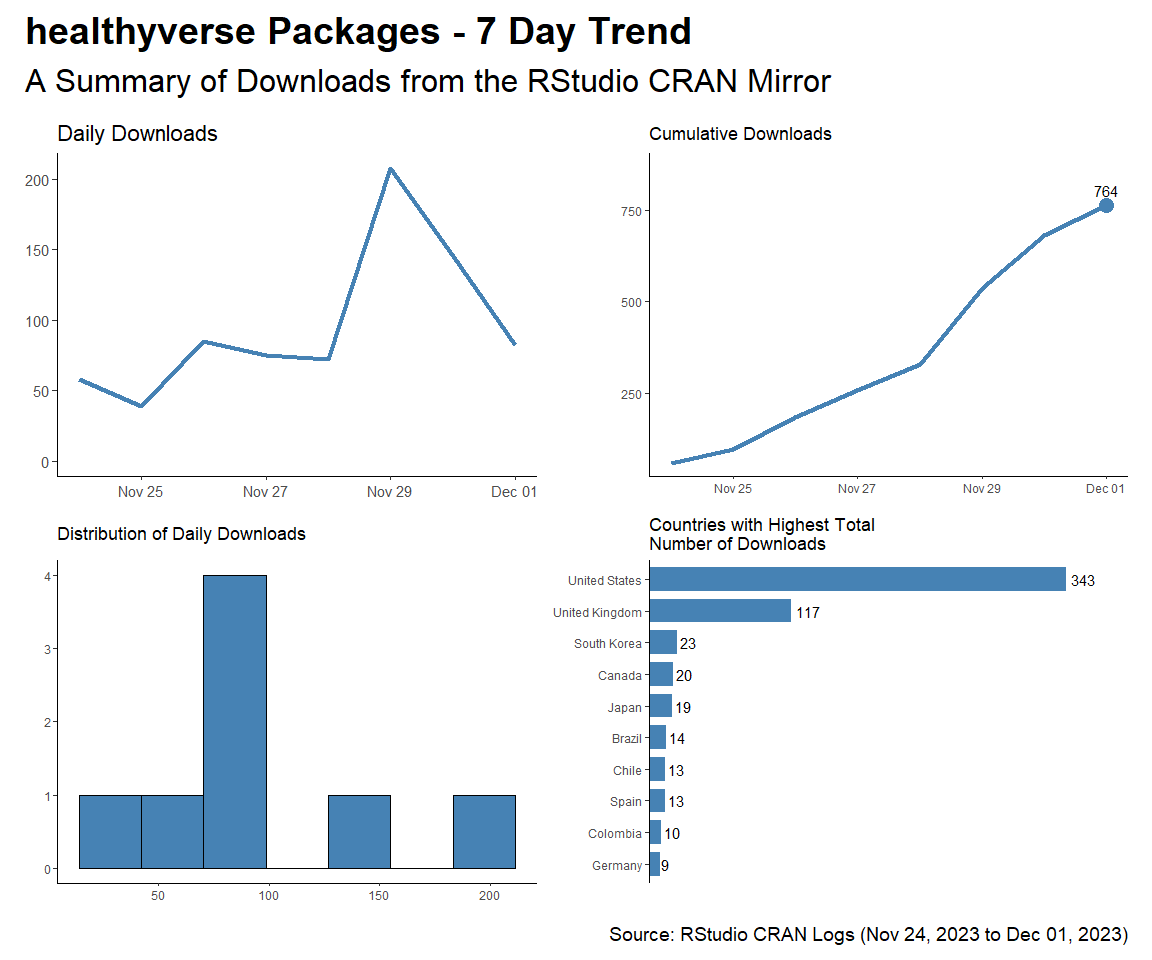 healthyverse Packages - 7 Day Trend
A Summary of Downloads from the RStudio CRAN Mirror
Daily Downloads
200
150
100
50
0
Nov 25 Nov 27 Nov 29 Dec 01
Cumulative Downloads
764
750
500
250
Nov 25 Nov 27 Nov 29 Dec 01
Distribution of Daily Downloads
4
3
2
1
0
50 100 150 200
Countries with Highest Total
Number of Downloads
United States 343
United Kingdom 117
South Korea 23
Canada 20
Japan 19
Brazil 14
Chile 13
Spain 13
Colombia 10
Germany 9
Source: RStudio CRAN Logs (Nov 24, 2023 to Dec 01, 2023)